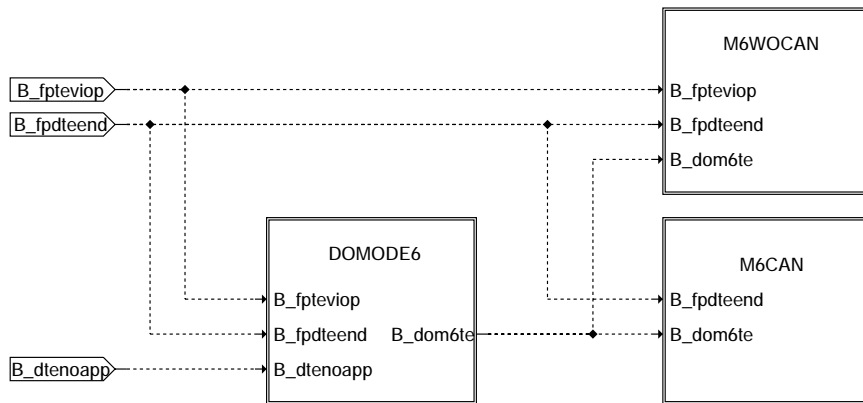 M6WOCAN
B_fpteviop
B_fpteviop
B_fpdteend
B_fpdteend
B_dom6te
DOMODE6
M6CAN
B_fpteviop
B_fpdteend
B_fpdteend
B_dom6te
B_dom6te
B_dtenoapp
B_dtenoapp